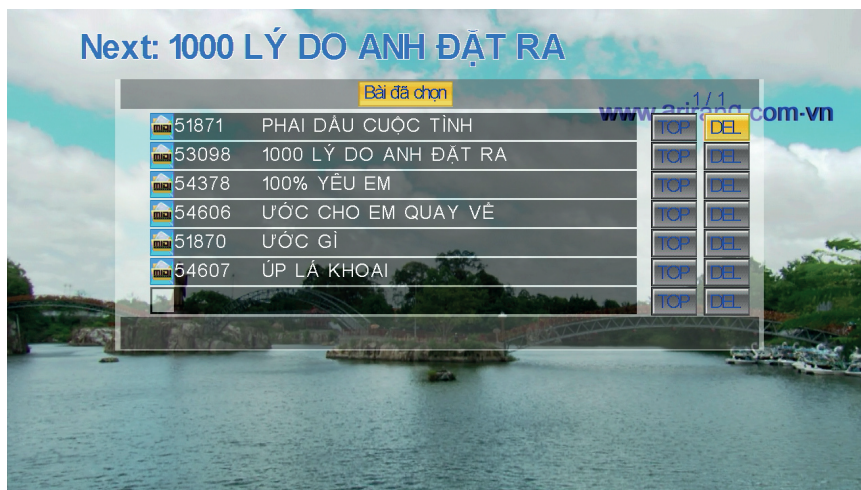 Next: 1000 LÝ DO ANH ĐẶT RA
Bài đã chọn
1/1
www.arirang.com-vn
51871 PHAI DẤU CUỘC TÌNH TOP DEL
53098 1000 LÝ DO ANH ĐẶT RA TOP DEL
54378 100% YÊU EM TOP DEL
54606 ƯỚC CHO EM QUAY VỀ TOP DEL
51870 ƯỚC GÌ TOP DEL
54607 ÚP LÁ KHOAI TOP DEL
TOP DEL